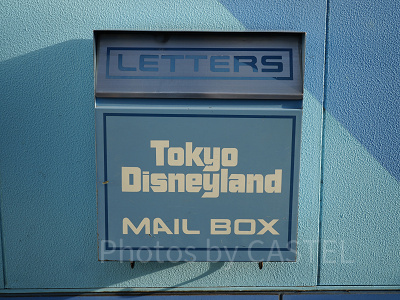 LETTERS
Tokyo
Disneyland
MAIL BOX
Photos by CASTEL